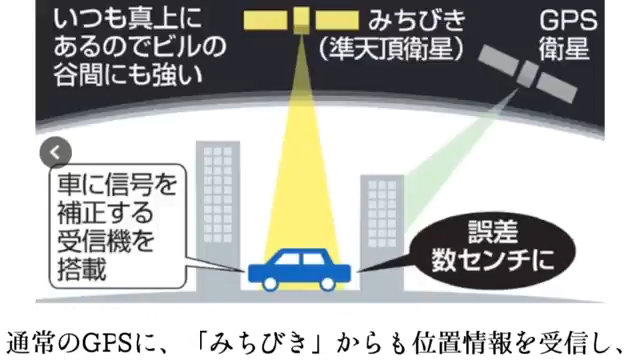 いつも真上に
あるのでビルの
谷間にも強い
みちびき
（準天頂衛星）
GPS
衛星
車に信号を
補正する
受信機を
搭載
誤差
数センチに
通常のGPSに、「みちびき」からも位置情報を受信し、